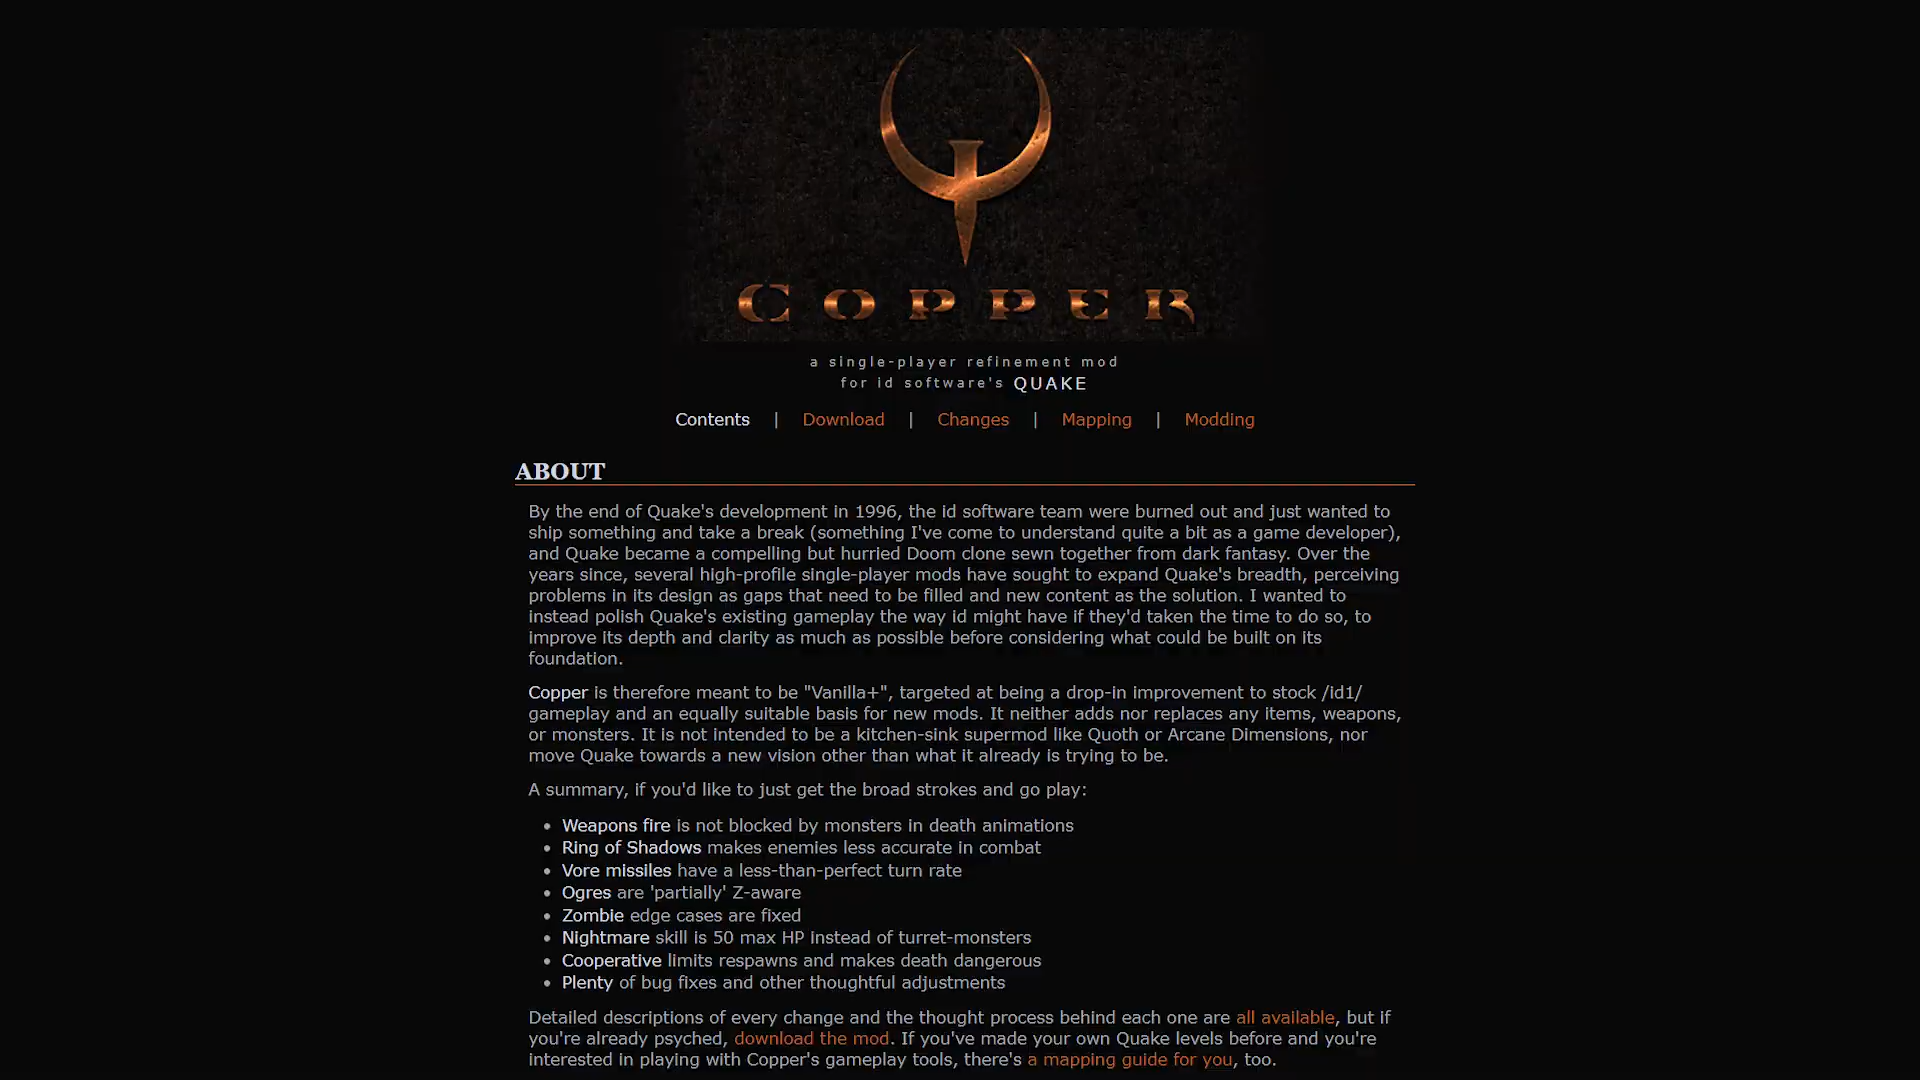 COPPER
a single-player refinement mod
for id software's QUAKE
Contents | Download | Changes | Mapping | Modding
ABOUT
By the end of Quake's development in 1996, the id software team were burned out and just wanted to
ship something and take a break (something I've come to understand quite a bit as a game developer),
and Quake became a compelling but hurried Doom clone sewn together from dark fantasy. Over the
years since, several high-profile single-player mods have sought to expand Quake's breadth, perceiving
problems in its design as gaps that need to be filled and new content as the solution. I wanted to
instead polish Quake's existing gameplay the way id might have if they'd taken the time to do so, to
improve its depth and clarity as much as possible before considering what could be built on its
foundation.
Copper is therefore meant to be "Vanilla+", targeted at being a drop-in improvement to stock /id1/
gameplay and an equally suitable basis for new mods. It neither adds nor replaces any items, weapons,
or monsters. It is not intended to be a kitchen-sink supermod like Quoth or Arcane Dimensions, nor
move Quake towards a new vision other than what it already is trying to be.
A summary, if you'd like to just get the broad strokes and go play:
• Weapons fire is not blocked by monsters in death animations
• Ring of Shadows makes enemies less accurate in combat
• Vore missiles have a less-than-perfect turn rate
• Ogres are 'partially' Z-aware
• Zombie edge cases are fixed
• Nightmare skill is 50 max HP instead of turret-monsters
• Cooperative limits respawns and makes death dangerous
• Plenty of bug fixes and other thoughtful adjustments
Detailed descriptions of every change and the thought process behind each one are all available, but if
you're already psyched, download the mod. If you've made your own Quake levels before and you're
interested in playing with Copper's gameplay tools, there's a mapping guide for you, too.